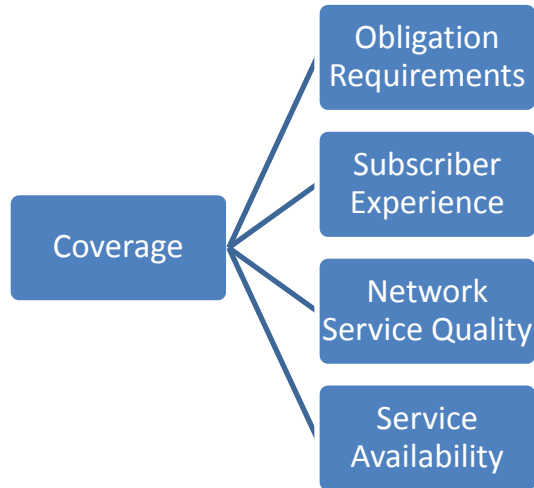 Obligation
Requirements
Subscriber
Experience
Coverage
Network
Service Quality
Service
Availability